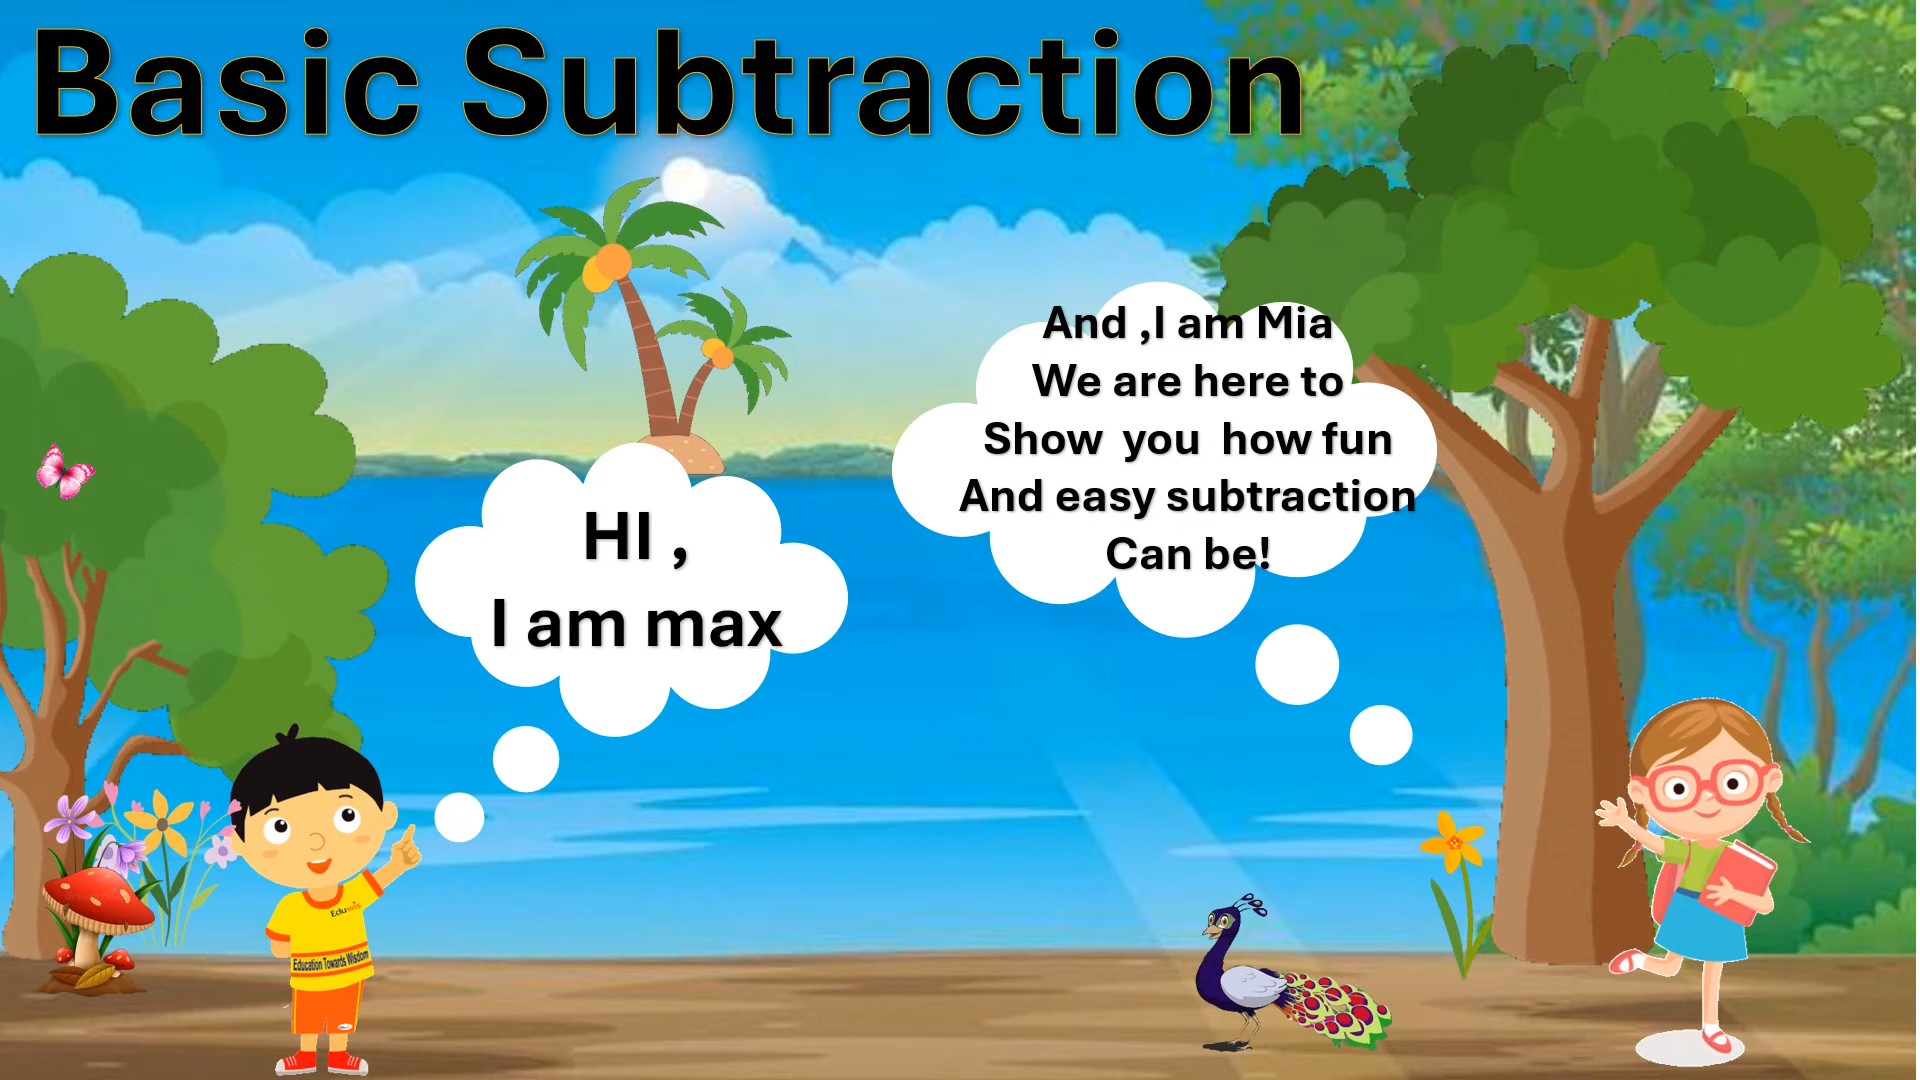 Basic Subtraction
HI ,
I am max
And ,I am Mia
We are here to
Show you how fun
And easy subtraction
Can be!
Eduwis
Education Towards Wisdom